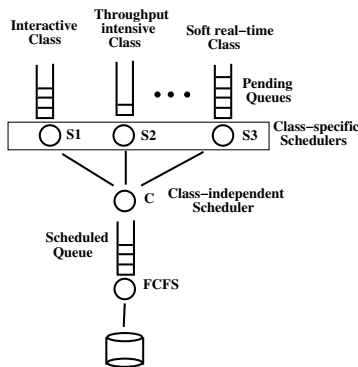 Interactive
Class
Throughput
intensive
Class
Soft real-time
Class
Pending
Queues
S1
S2
S3
Class-specific
Schedulers
C
Class-independent
Scheduler
Scheduled
Queue
FCFS